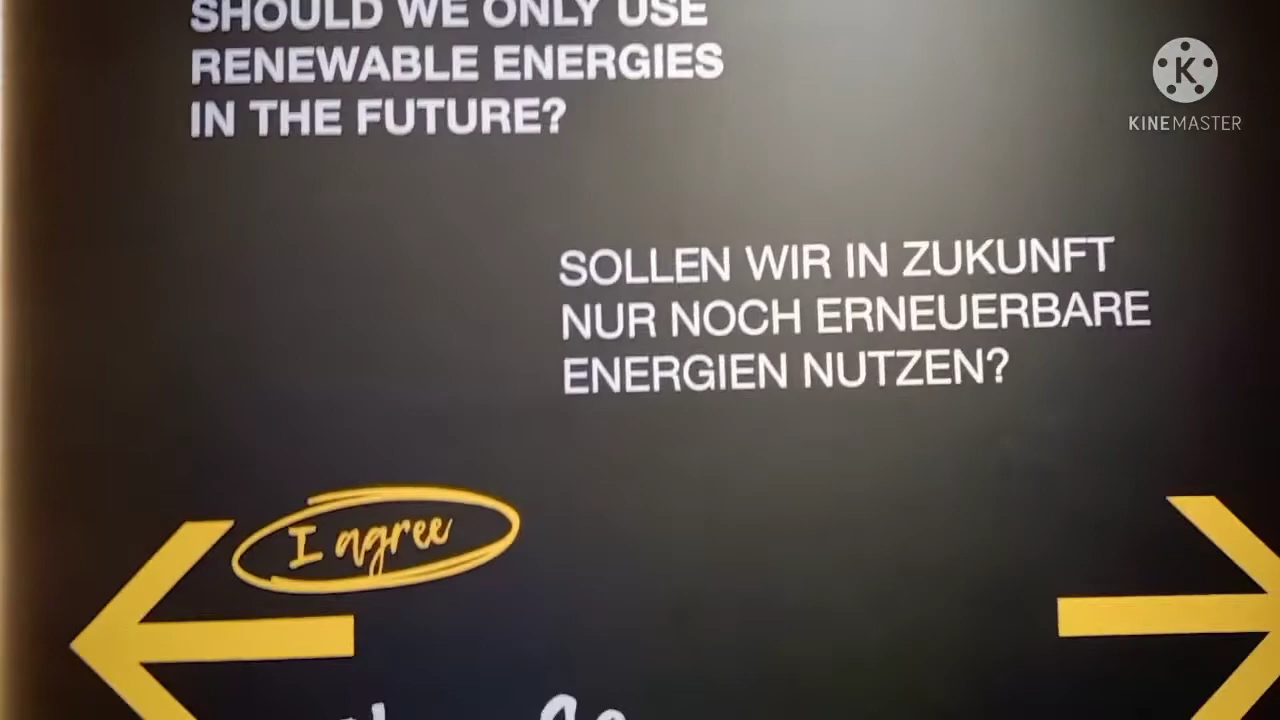 SHOULD WE ONLY USE
RENEWABLE ENERGIES
IN THE FUTURE?
K
KINEMASTER
SOLLEN WIR IN ZUKUNFT
NUR NOCH ERNEUERBARE
ENERGIEN NUTZEN?
I agree